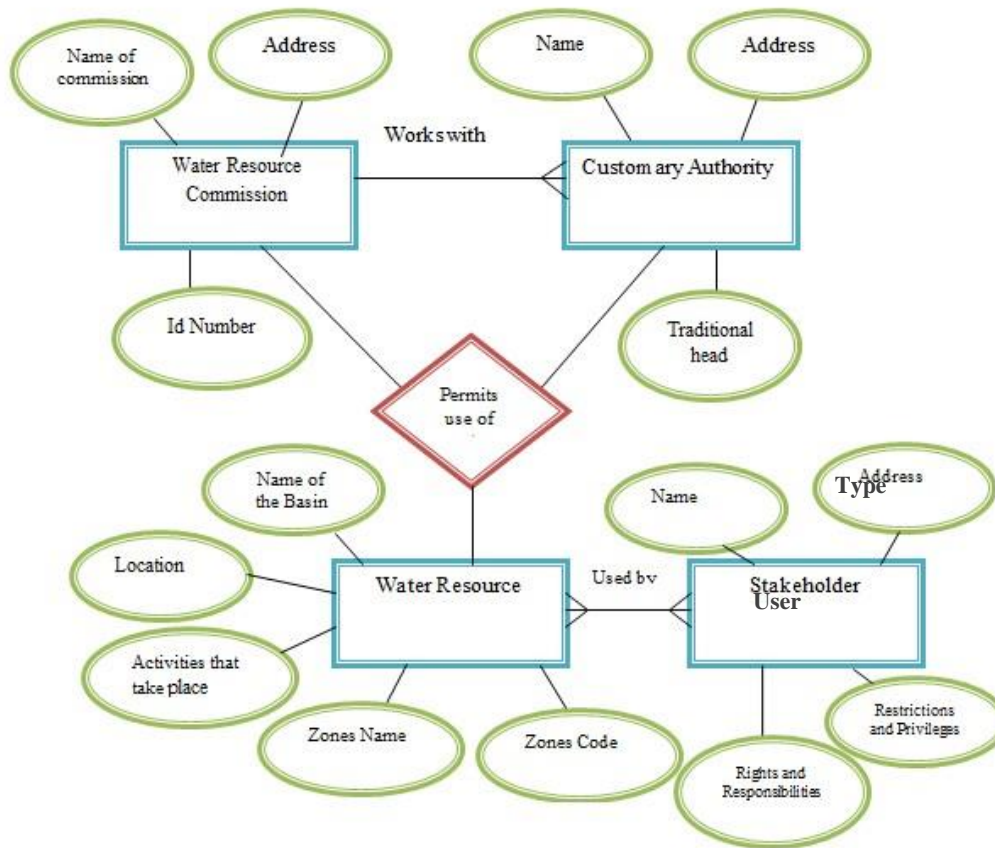 Name of
commission
Address
Name
Address
Works with
Water Resource
Commission
Customary Authority
Id Number
Traditional
head
Permits
use of
Name of
the Basin
Name
Address
Type
Location
Water Resource
Used by
Stakeholder
User
Activities that
take place
Zones Name
Zones Code
Restrictions
and Privileges
Rights and
Responsibilities